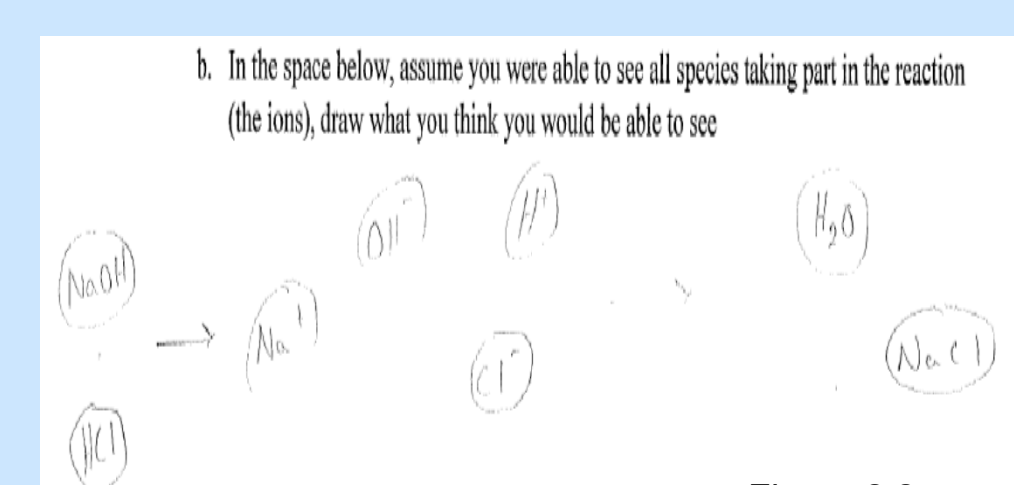 b. In the space below, assume you were able to see all species taking part in the reaction
(the ions), draw what you think you would be able to see
NaOH
HCl
→
Na⁺
OH⁻
H⁺
Cl⁻
H₂O
NaCl